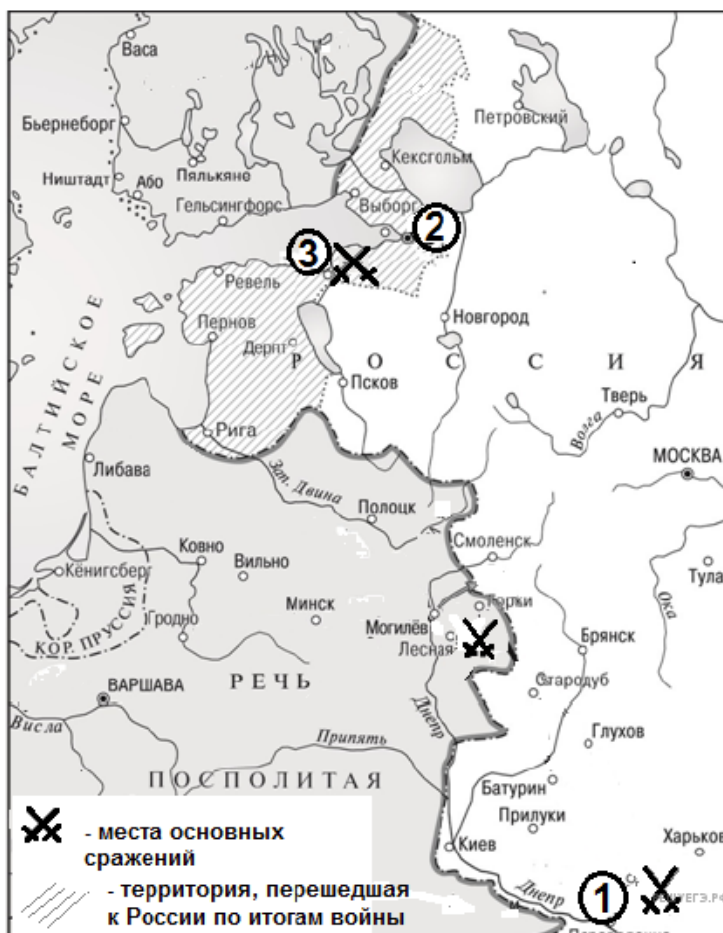 Васа
Петровский
Бьернеборг
Кексгольм
Пялькяне
Ништадт
Або
Гельсингфорс
Выборг
2
3
Ревель
Пернов
Новгород
Дерпт
РОССИЯ
Псков
БАЛТИЙСКОЕ
МОРЕ
Тверь
Волга
Рига
МОСКВА
Либава
Зап. Двина
Полоцк
Смоленск
Ковно
Вильно
Тула
Кёнигсберг
Ока
КОР. ПРУССИЯ
Минск
Горки
Гродно
Могилёв
Лесная
Брянск
ВАРШАВА
РЕЧЬ
Стародуб
Висла
Днепр
Глухов
Припять
ПОСПОЛИТАЯ
Батурин
- места основных
сражений
Прилуки
Киев
Харьков
- территория, перешедшая
к России по итогам войны
1
Днепр